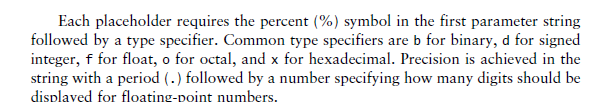 Each placeholder requires the percent (%) symbol in the first parameter string
followed by a type specifier. Common type specifiers are b for binary, d for signed
integer, f for float, o for octal, and x for hexadecimal. Precision is achieved in the
string with a period (.) followed by a number specifying how many digits should be
displayed for floating-point numbers.